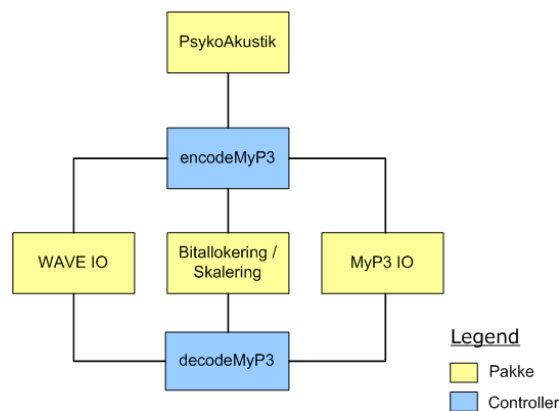 PsykoAkustik
encodeMyP3
WAVE IO
Bitallokering /
Skalering
MyP3 IO
decodeMyP3
Legend
Pakke
Controller